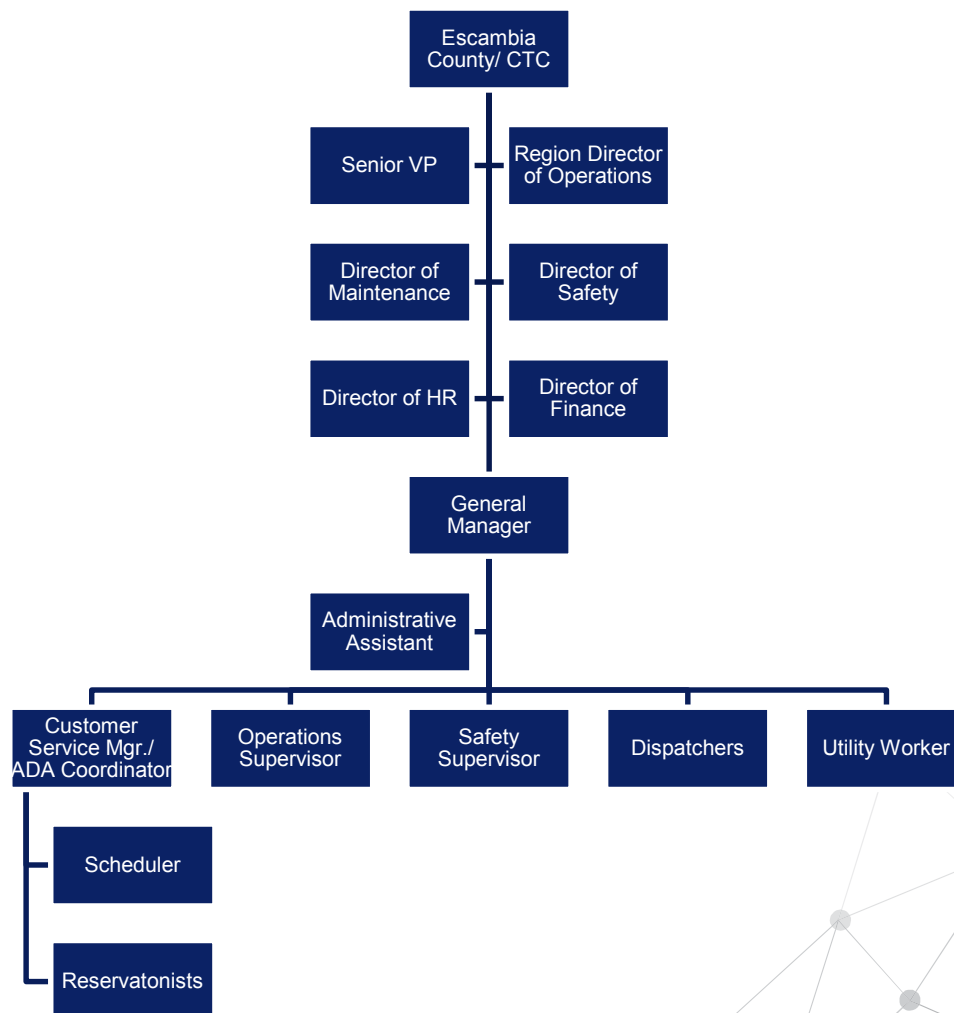 Escambia
County/ CTC
Senior VP
Region Director
of Operations
Director of
Maintenance
Director of
Safety
Director of HR
Director of
Finance
General
Manager
Administrative
Assistant
Customer
Service Mgr./
ADA Coordinator
Operations
Supervisor
Safety
Supervisor
Dispatchers
Utility Worker
Scheduler
Reservatonists